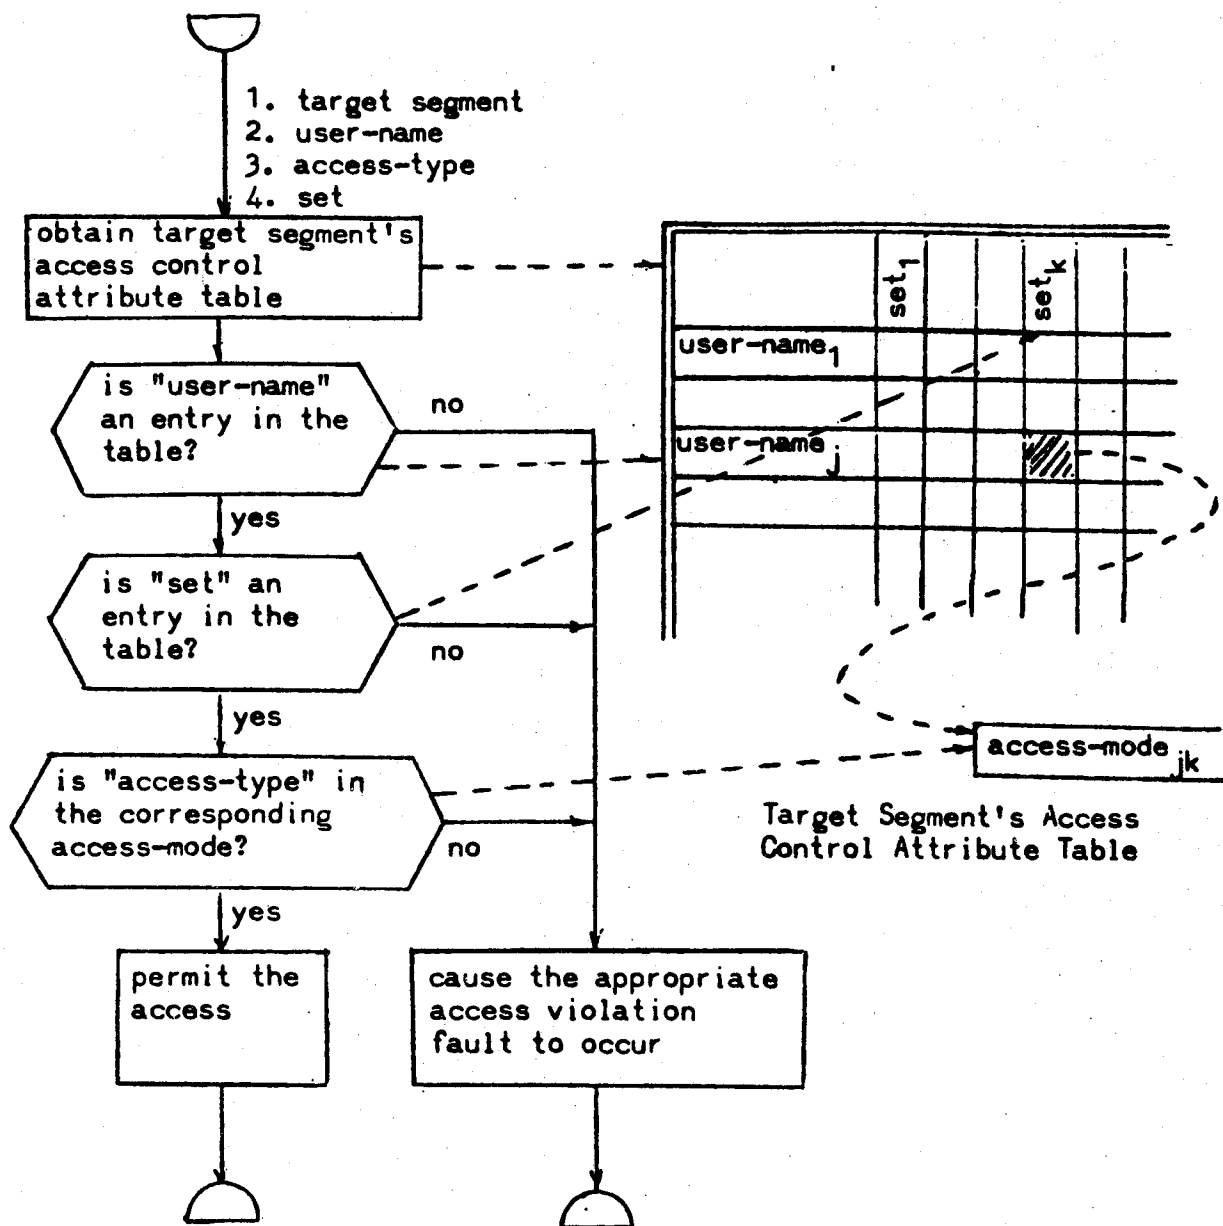 1. target segment
2. user-name
3. access-type
4. set
obtain target segment's
access control
attribute table
is "user-name"
an entry in the
table?
no
yes
is "set" an
entry in the
table?
no
yes
is "access-type" in
the corresponding
access-mode?
no
yes
permit the
access
cause the appropriate
access violation
fault to occur
set1
setk
user-name1
user-namej
access-modejk
Target Segment's Access
Control Attribute Table